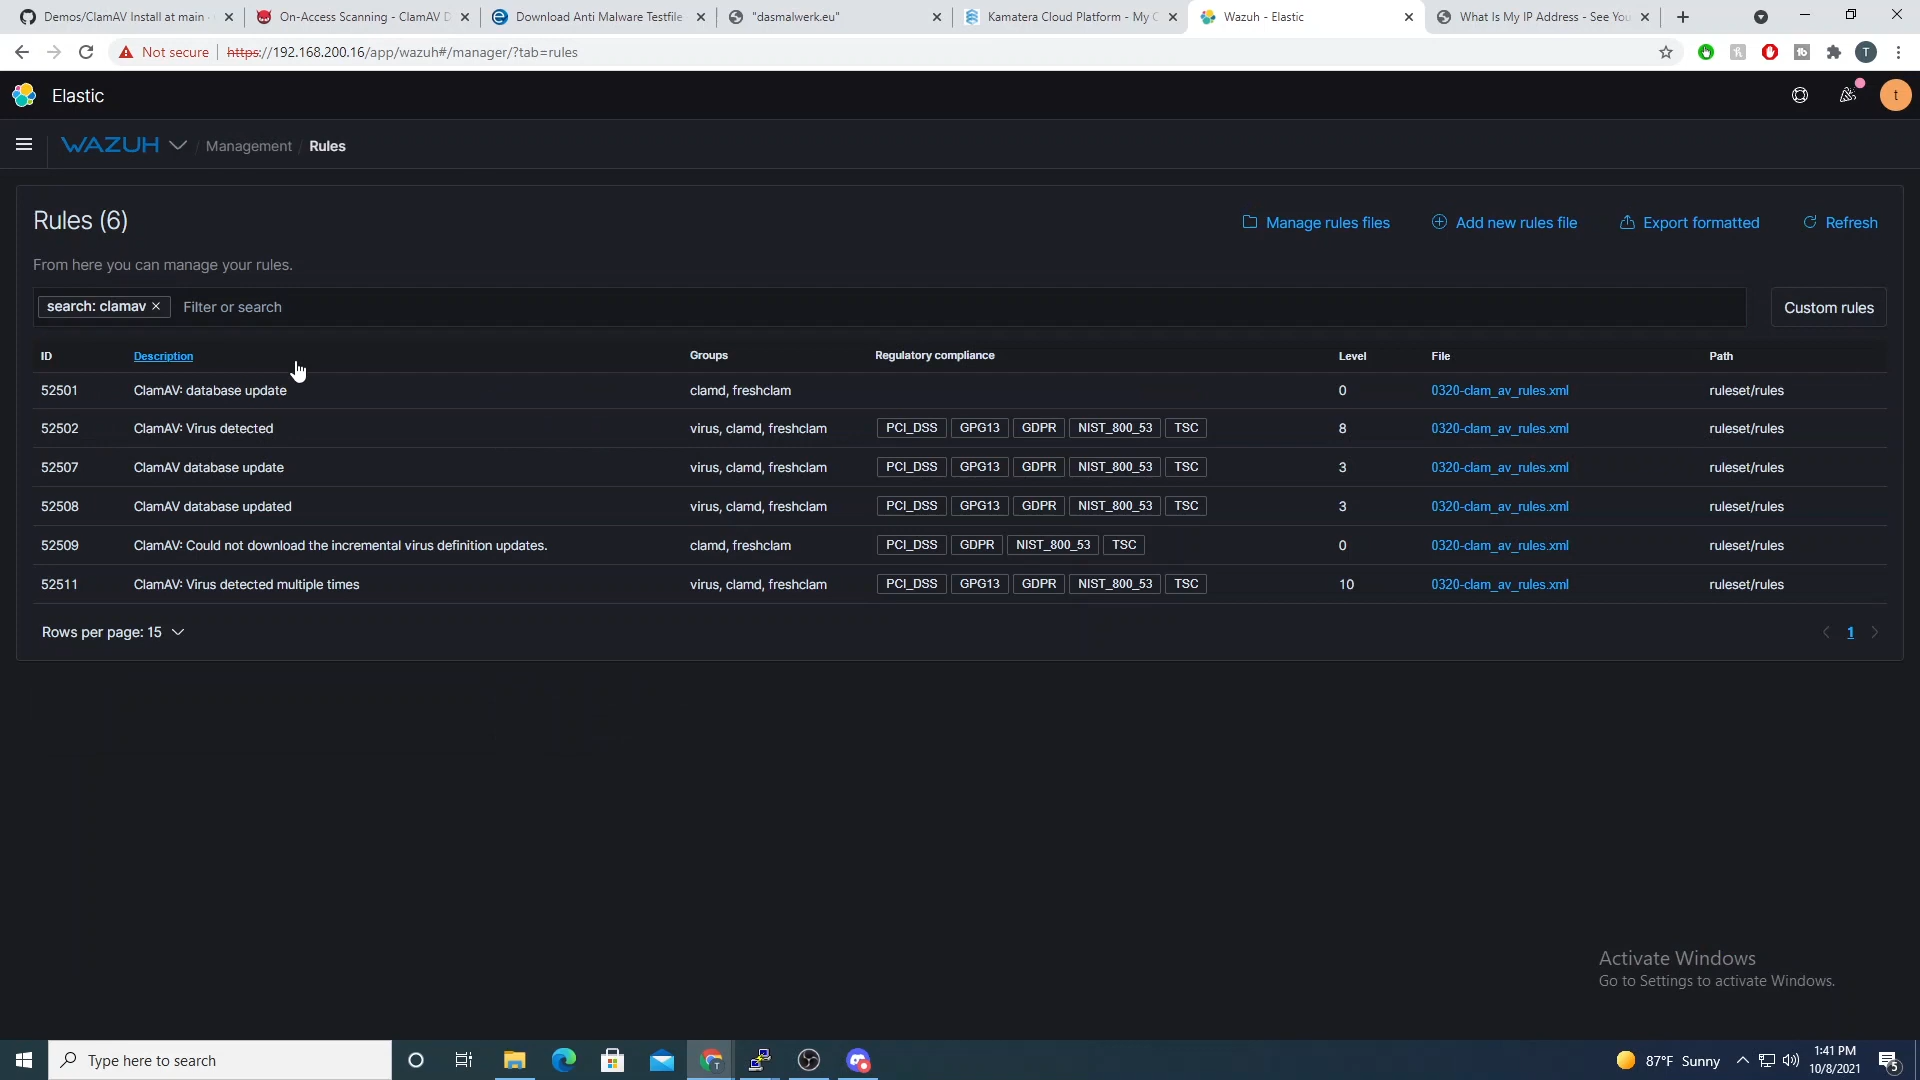 Demos/ClamAV Install at main
On-Access Scanning - ClamAV D
Download Anti Malware Testfile
"dasmalwerk.eu"
Kamatera Cloud Platform - My C
Wazuh - Elastic
What Is My IP Address - See You
Not secure
https://192.168.200.16/app/wazuh#/manager/?tab=rules
T
Elastic
t
WAZUH / Management / Rules
Rules (6)
Manage rules files
Add new rules file
Export formatted
Refresh
From here you can manage your rules.
search: clamav ×
Filter or search
Custom rules
ID Description Groups Regulatory compliance Level File Path
52501 ClamAV: database update clamd, freshclam 0 0320-clam_av_rules.xml ruleset/rules
52502 ClamAV: Virus detected virus, clamd, freshclam PCI_DSS GPG13 GDPR NIST_800_53 TSC 8 0320-clam_av_rules.xml ruleset/rules
52507 ClamAV database update virus, clamd, freshclam PCI_DSS GPG13 GDPR NIST_800_53 TSC 3 0320-clam_av_rules.xml ruleset/rules
52508 ClamAV database updated virus, clamd, freshclam PCI_DSS GPG13 GDPR NIST_800_53 TSC 3 0320-clam_av_rules.xml ruleset/rules
52509 ClamAV: Could not download the incremental virus definition updates. clamd, freshclam PCI_DSS GDPR NIST_800_53 TSC 0 0320-clam_av_rules.xml ruleset/rules
52511 ClamAV: Virus detected multiple times virus, clamd, freshclam PCI_DSS GPG13 GDPR NIST_800_53 TSC 10 0320-clam_av_rules.xml ruleset/rules
Rows per page: 15
1
Activate Windows
Go to Settings to activate Windows.
Type here to search
87°F Sunny
1:41 PM
10/8/2021
5